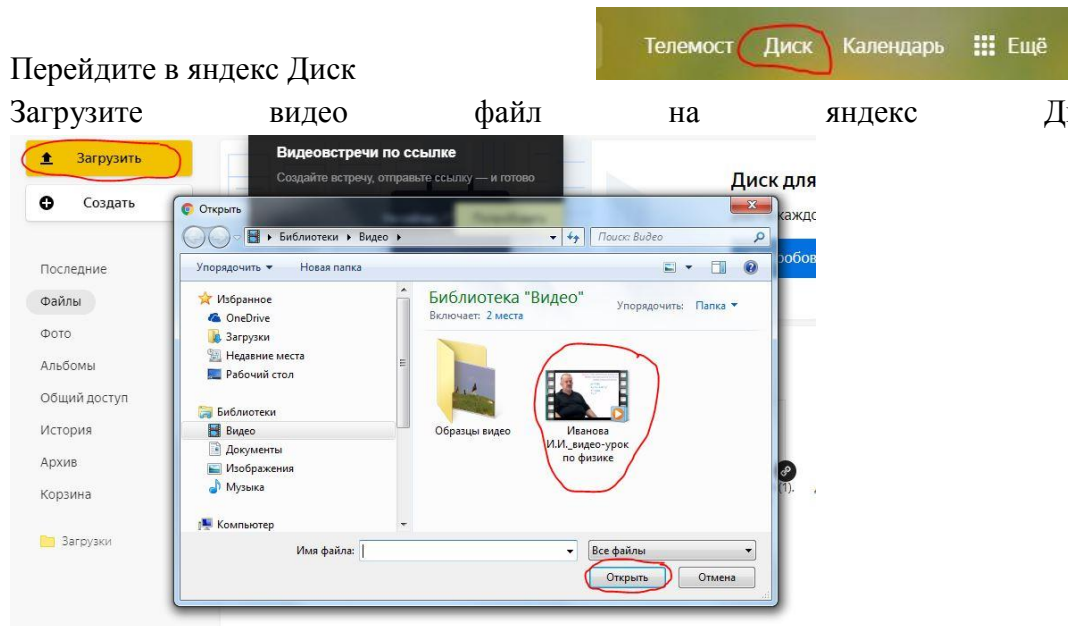 Телемост Диск Календарь Ещё
Перейдите в яндекс Диск
Загрузите видео файл на яндекс
Загрузить
Видеовстречи по ссылке
Создайте встречу, отправьте ссылку — и готово
Диск для
Создать
Открыть
каждо
Библиотеки Видео
Поиск: Видео
Упорядочить Новая папка
Последние
Файлы
Фото
Альбомы
Общий доступ
История
Архив
Корзина
Загрузки
Избранное
OneDrive
Загрузки
Недавние места
Рабочий стол
Библиотеки
Видео
Документы
Изображения
Музыка
Компьютер
Библиотека "Видео"
Включает: 2 места
Упорядочить: Папка
Образцы видео
Иванова
И.И._видео-урок
по физике
(1).
Имя файла:
Все файлы
Открыть Отмена